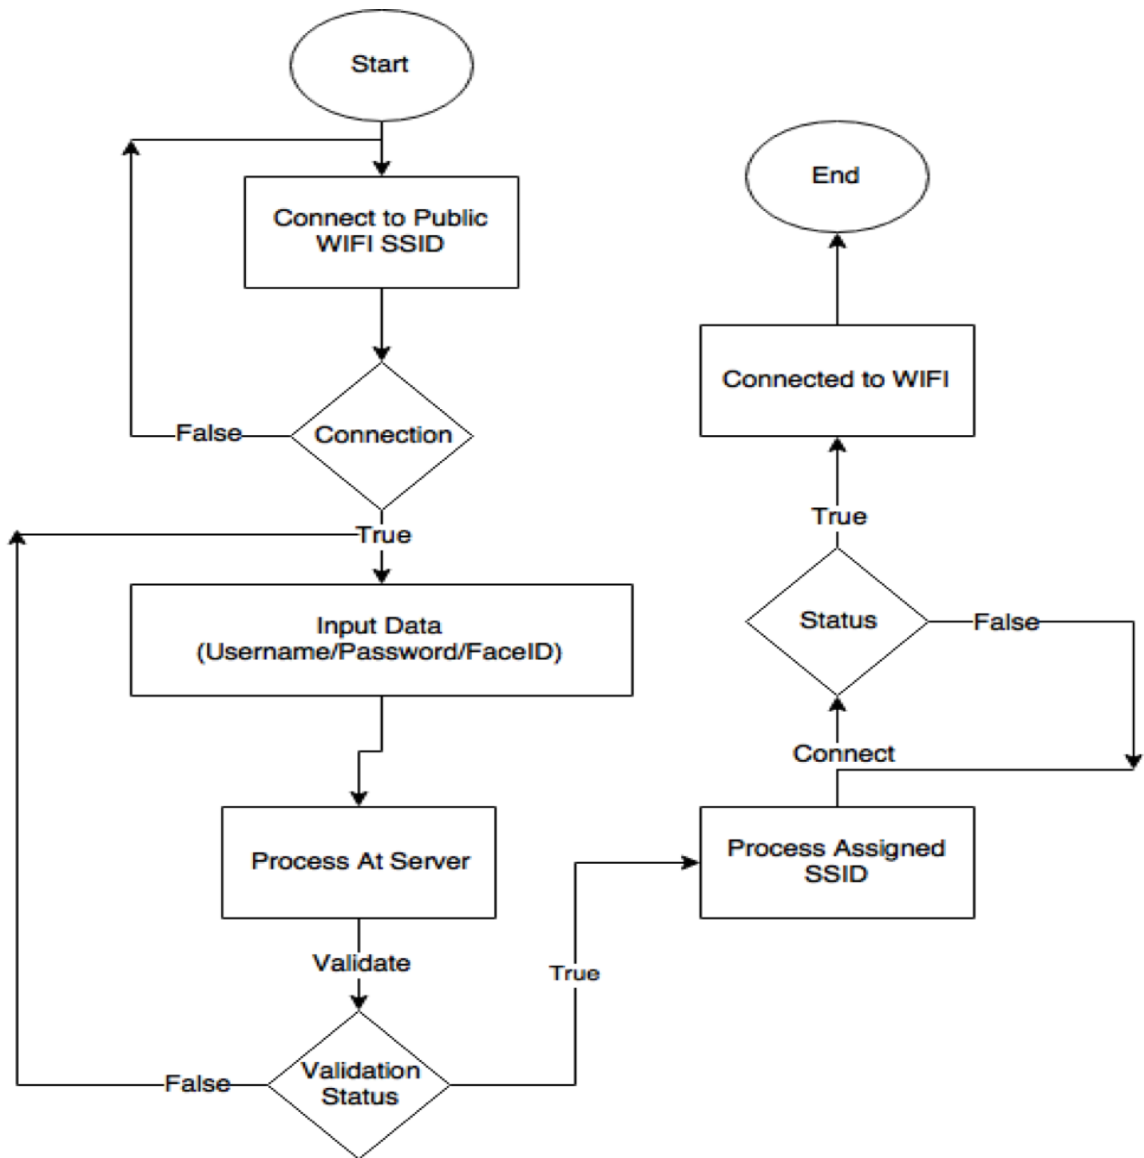 Start
Connect to Public
WIFI SSID
False
Connection
True
Input Data
(Username/Password/FaceID)
Process At Server
Validate
False
Validation
Status
True
Process Assigned
SSID
Connect
Status
False
True
Connected to WIFI
End